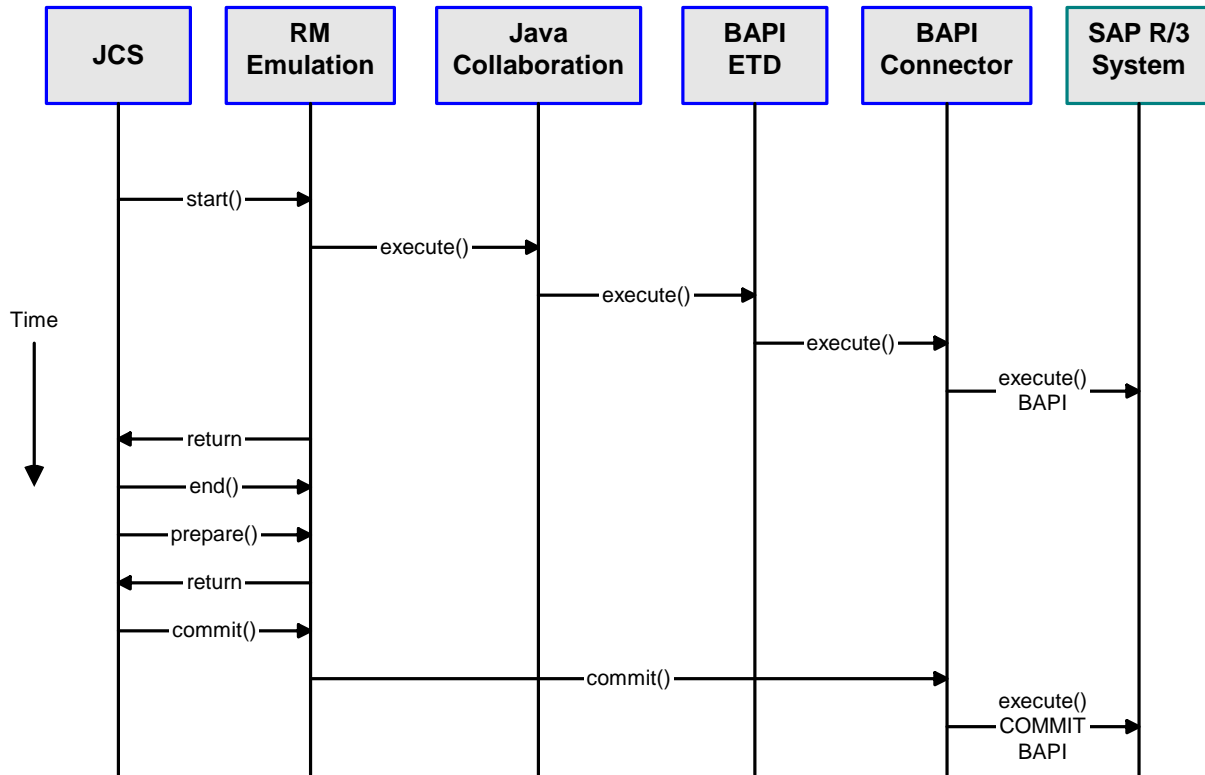 JCS
RM
Emulation
Java
Collaboration
BAPI
ETD
BAPI
Connector
SAP R/3
System
start()
execute()
execute()
Time
execute()
execute()
BAPI
return
end()
prepare()
return
commit()
commit()
execute()
COMMIT
BAPI